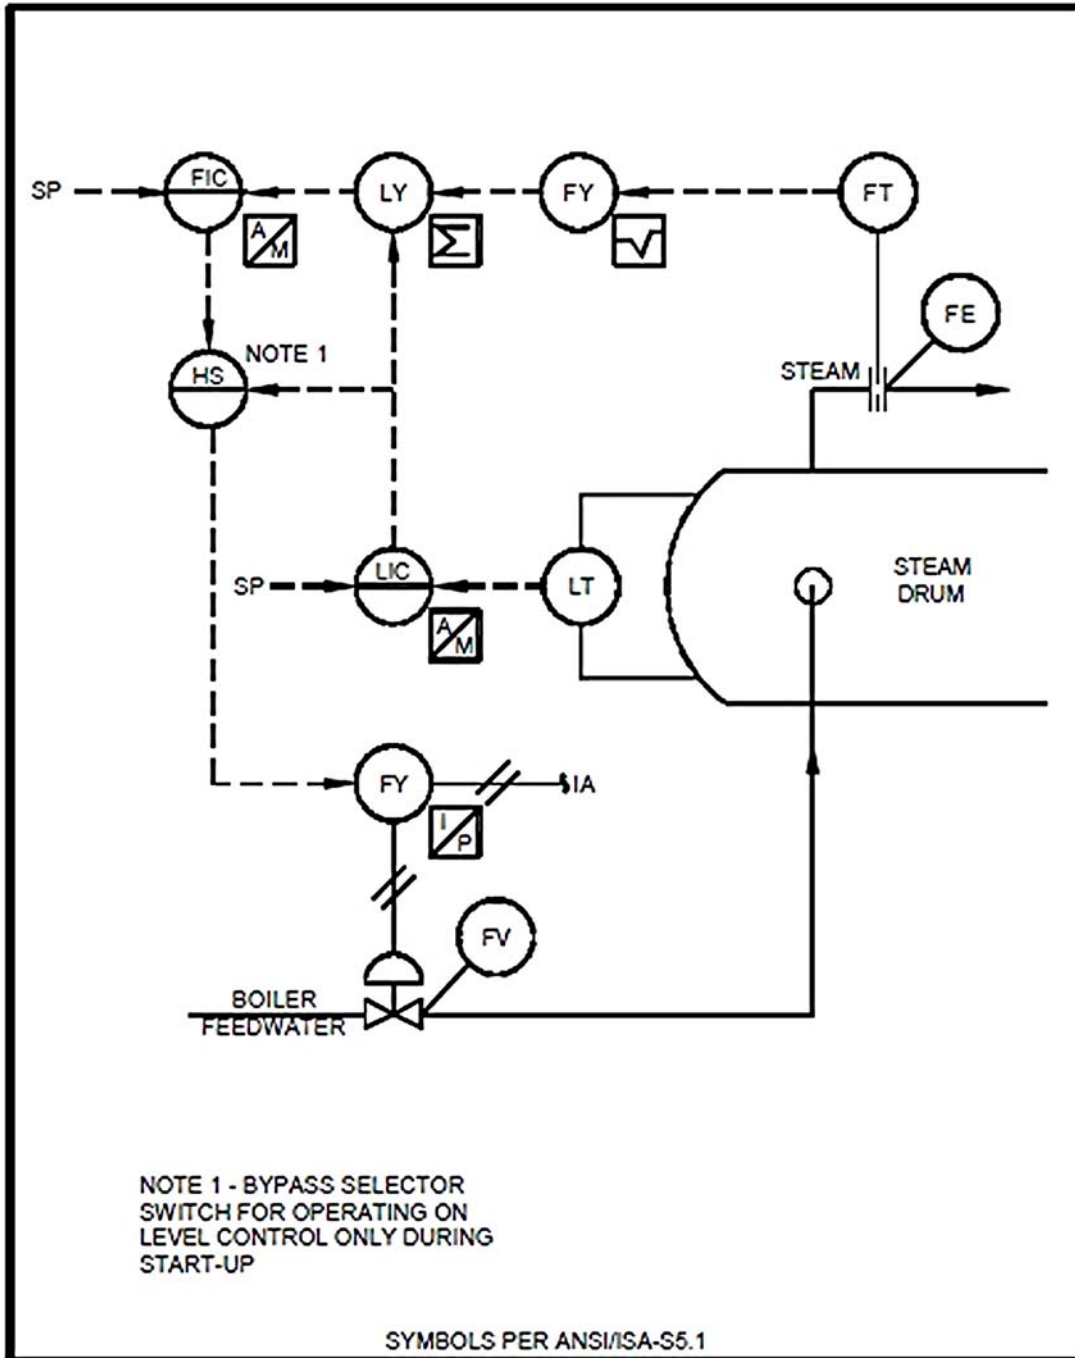 SP
FIC
LY
FY
FT
A
M
Σ
√
FE
NOTE 1
HS
STEAM
SP
LIC
LT
STEAM
DRUM
A
M
FY
IA
I
P
FV
BOILER
FEEDWATER
NOTE 1 - BYPASS SELECTOR
SWITCH FOR OPERATING ON
LEVEL CONTROL ONLY DURING
START-UP
SYMBOLS PER ANSI/ISA-S5.1